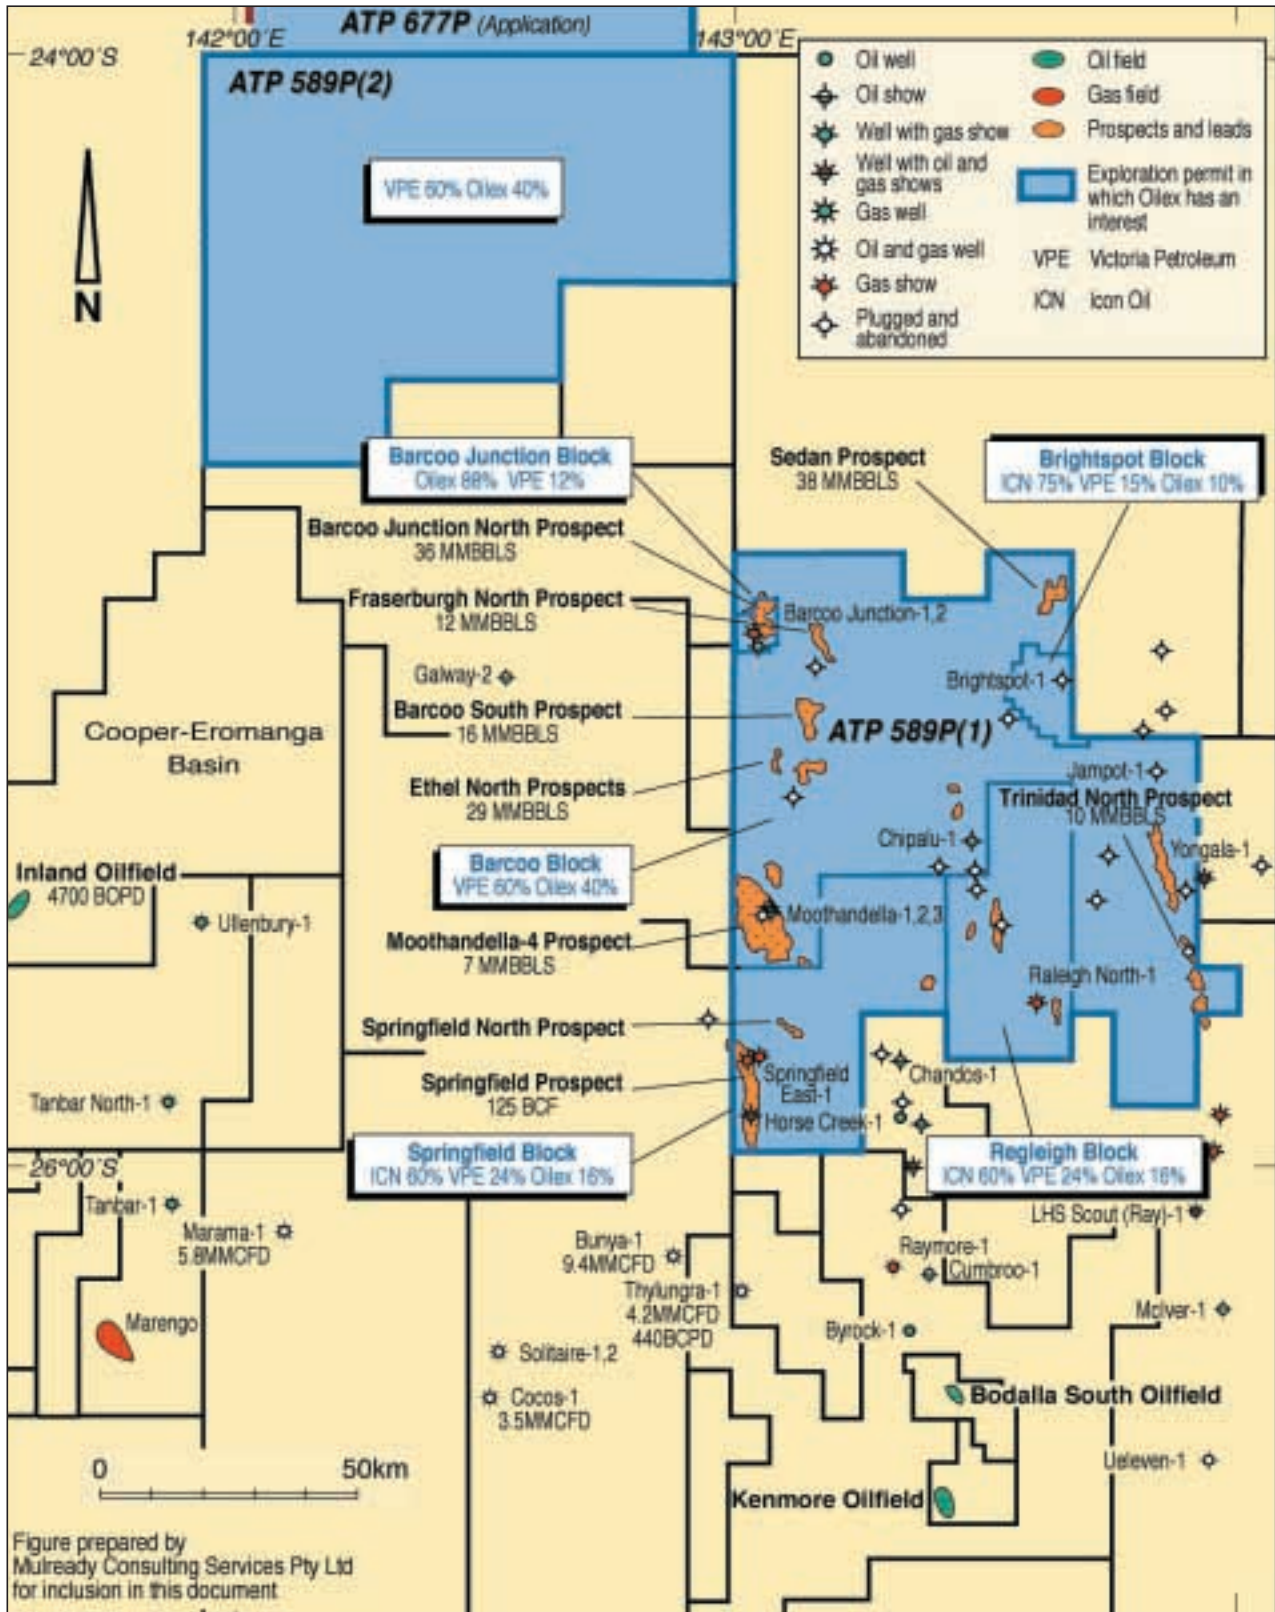 ATP 677P (Application)
142°00´E
143°00´E
24°00´S
ATP 589P(2)
VPE 60% Oilex 40%
N
Oil well
Oil show
Well with gas show
Well with oil and
gas shows
Gas well
Oil and gas well
Gas show
Plugged and
abandoned
Oil field
Gas field
Prospects and leads
Exploration permit in
which Oilex has an
interest
VPE Victoria Petroleum
ICN Icon Oil
Barcoo Junction Block
Oilex 88% VPE 12%
Sedan Prospect
38 MMBBLS
Brightspot Block
ICN 75% VPE 15% Oilex 10%
Barcoo Junction North Prospect
36 MMBBLS
Fraserburgh North Prospect
12 MMBBLS
Barcoo Junction-1,2
Galway-2
Brightspot-1
Barcoo South Prospect
16 MMBBLS
ATP 589P(1)
Cooper-Eromanga
Basin
Jampot-1
Ethel North Prospects
29 MMBBLS
Trinidad North Prospect
10 MMBBLS
Chipalu-1
Yongala-1
Barcoo Block
VPE 60% Oilex 40%
Inland Oilfield
4700 BOPD
Ullenbury-1
Moothandella-1,2,3
Moothandella-4 Prospect
7 MMBBLS
Raleigh North-1
Springfield North Prospect
Springfield Prospect
125 BCF
Springfield
East-1
Chandos-1
Tanbar North-1
Horse Creek-1
Springfield Block
ICN 60% VPE 24% Oilex 16%
Regleigh Block
ICN 60% VPE 24% Oilex 16%
26°00´S
Tanbar-1
LHS Scout (Ray)-1
Marama-1
5.8MMCFD
Bunya-1
9.4MMCFD
Raymore-1
Cumbroo-1
Thylungra-1
4.2MMCFD
440BCPD
McIver-1
Marengo
Byrock-1
Solitaire-1,2
Cocos-1
3.5MMCFD
Bodalla South Oilfield
Ueleven-1
0 50km
Kenmore Oilfield
Figure prepared by
Mulready Consulting Services Pty Ltd
for inclusion in this document